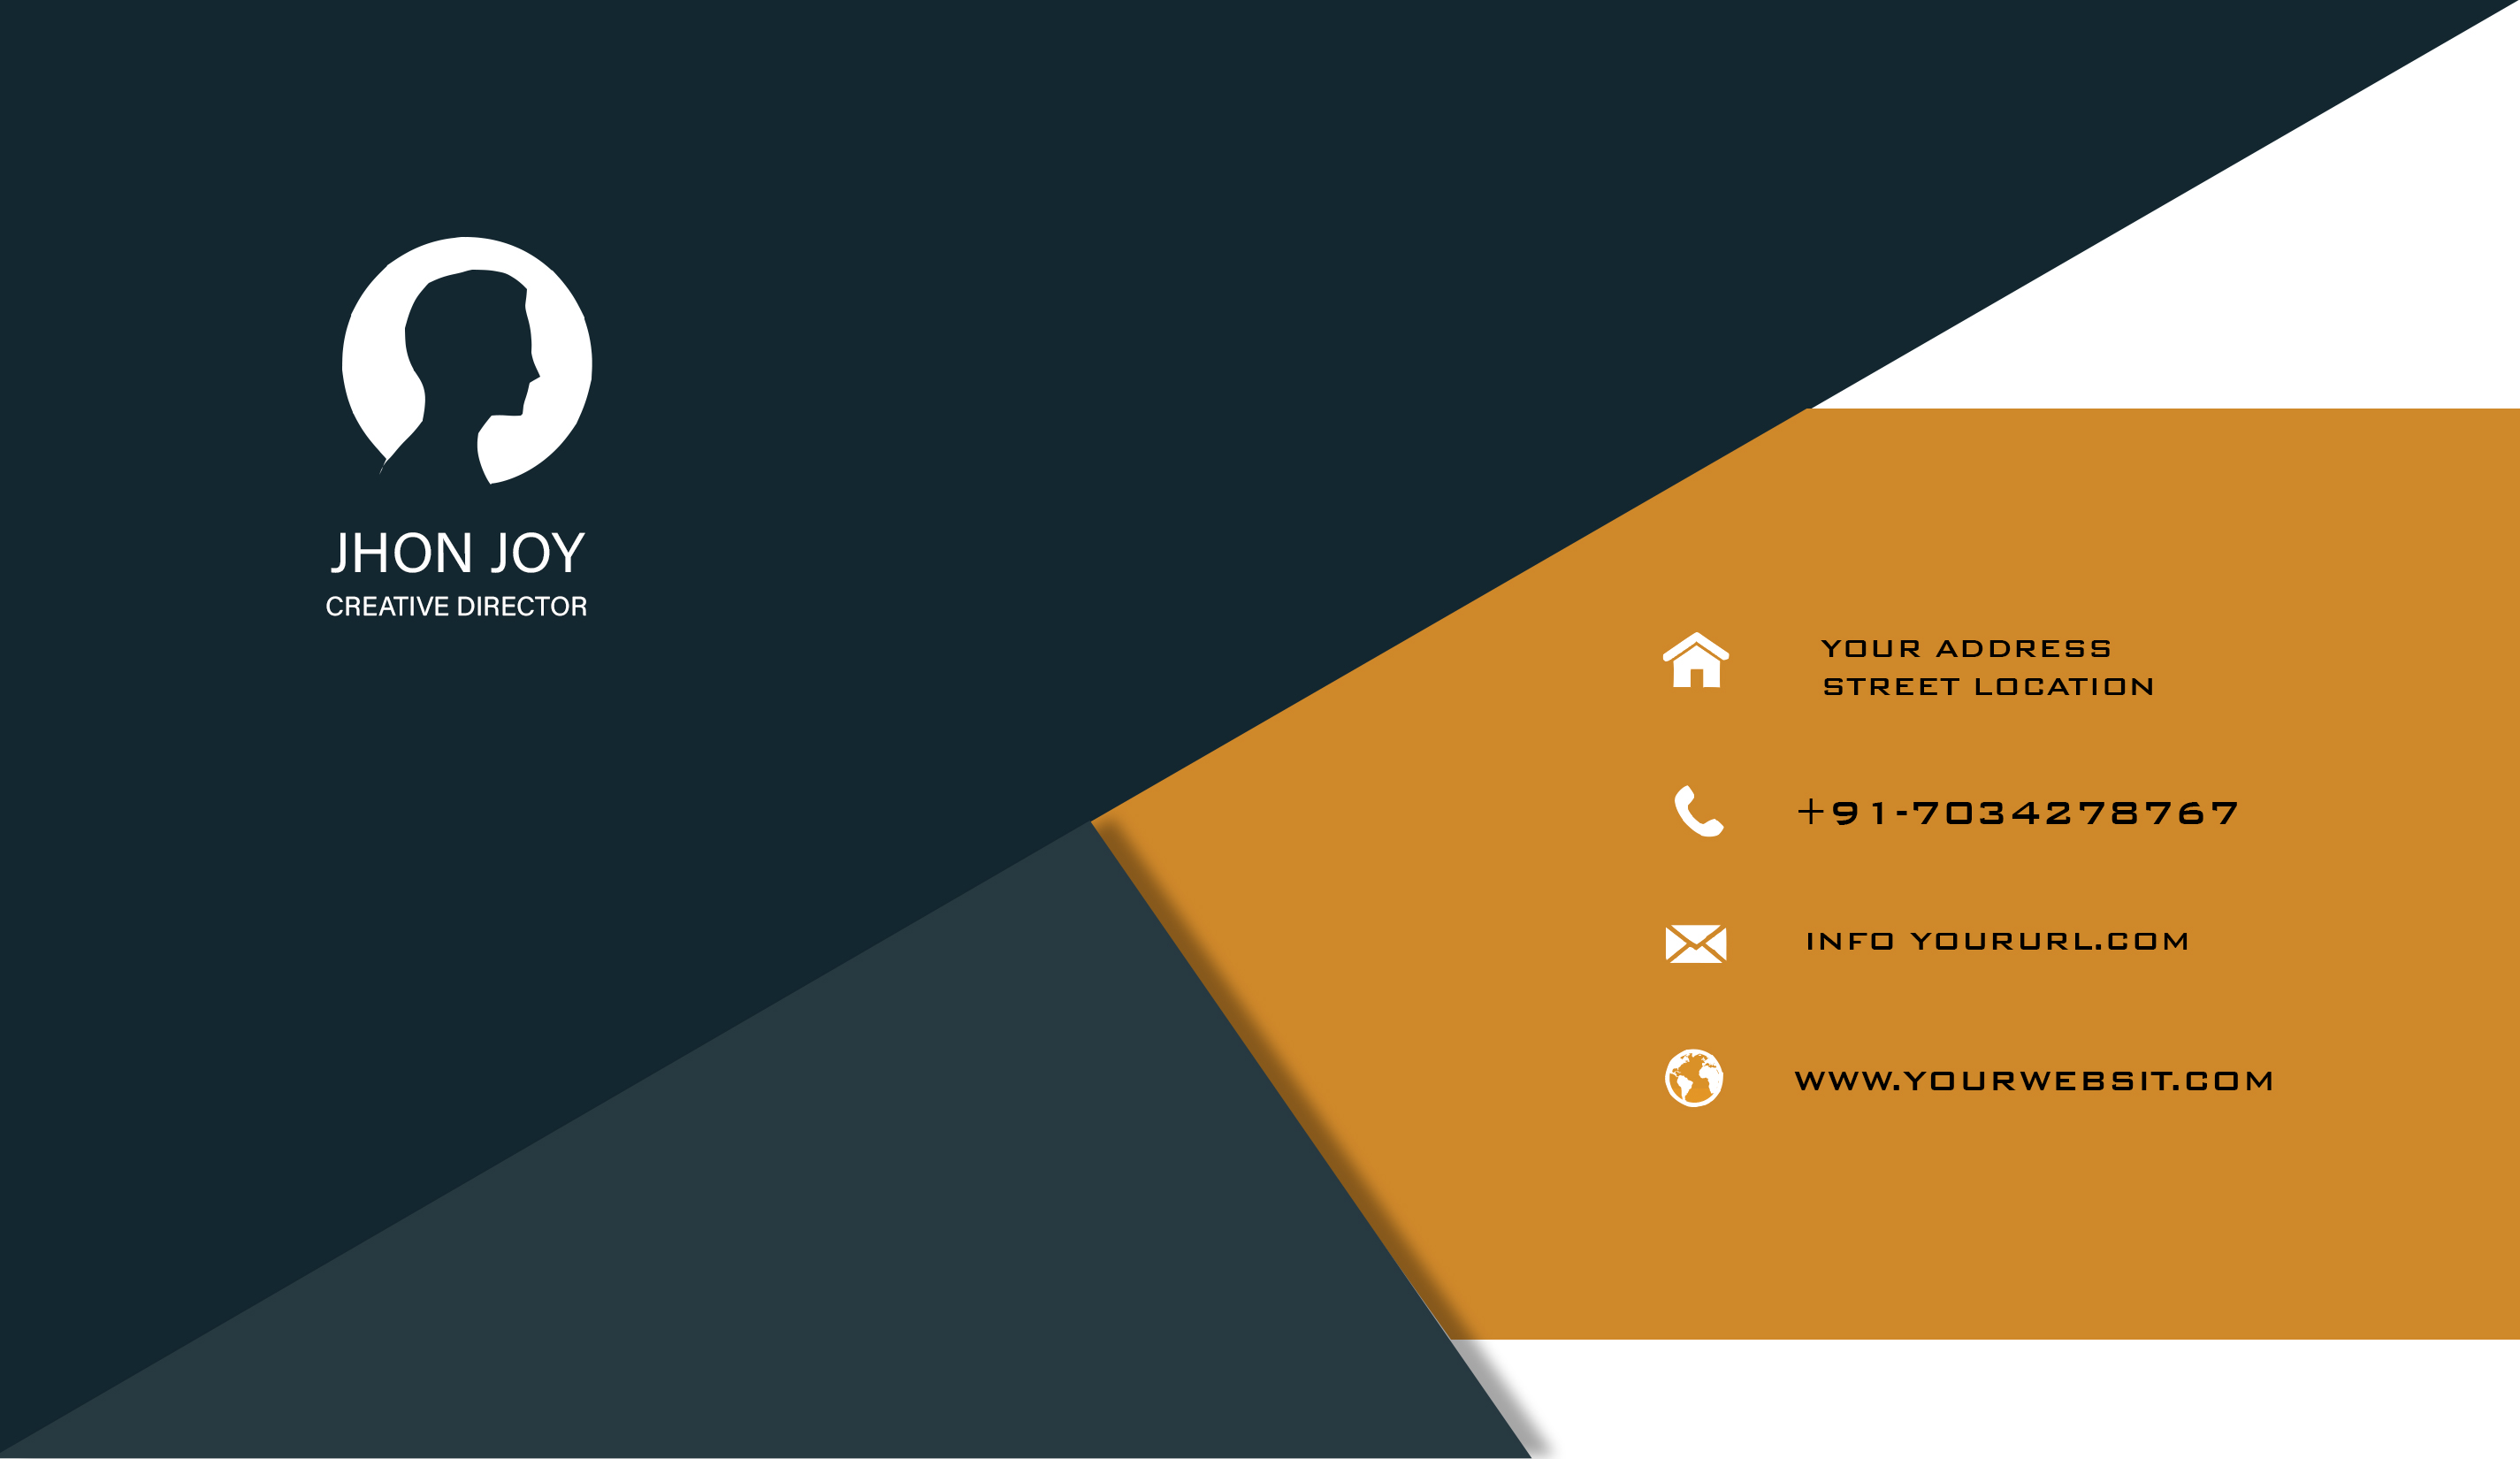 JHON JOY
CREATIVE DIRECTOR
YOUR ADDRESS
STREET LOCATION
+91-7034278767
INFO YOURURL.COM
WWW.YOURWEBSIT.COM